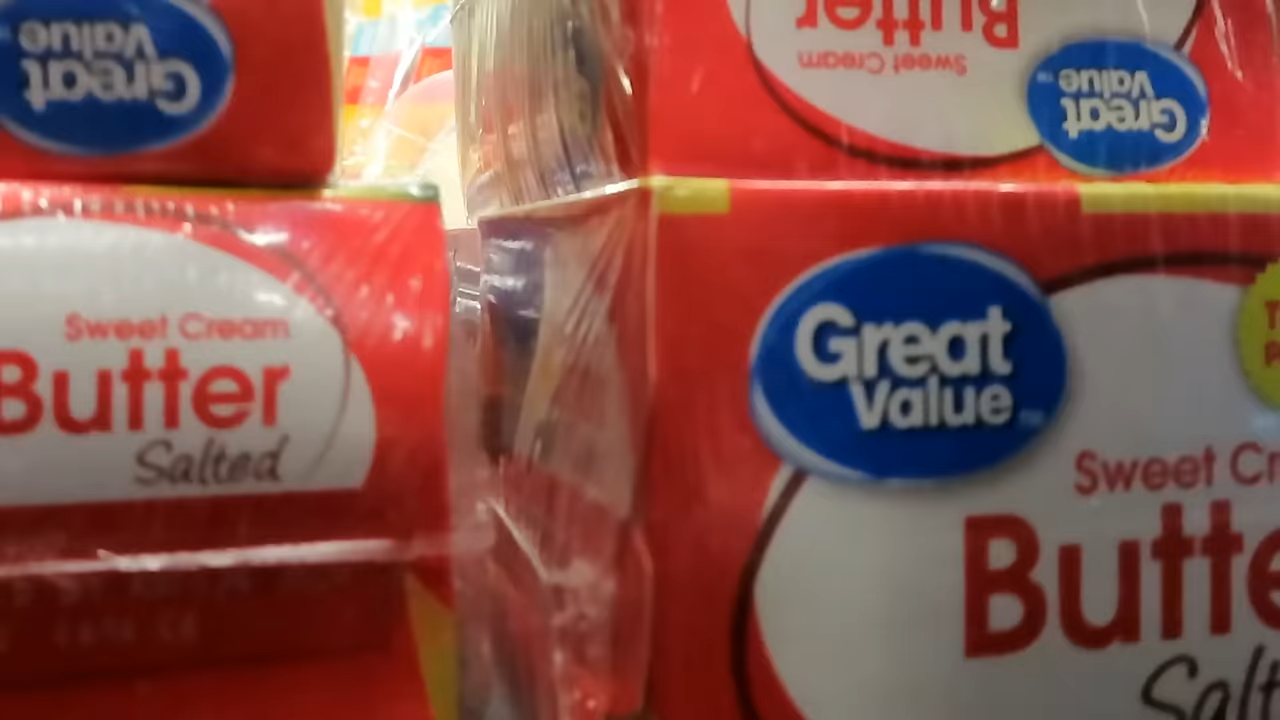 Great
Value
Sweet Cream
Butter
Great
Value
Sweet Cream
Butter
Salted
Great
Value
Sweet Cr
Butte
Salt